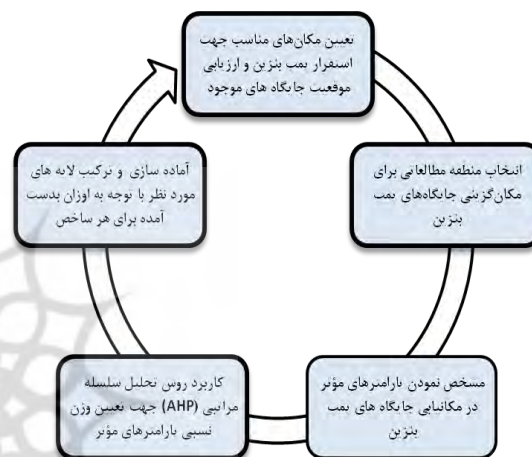 تعیین مکان‌های مناسب جهت
استقرار پمپ بنزین و ارزیابی
موقعیت جایگاه های موجود
انتخاب منطقه مطالعاتی برای
مکان‌گزینی جایگاه‌های پمپ
بنزین
مشخص نمودن پارامترهای مؤثر
در مکانیابی جایگاه های پمپ
بنزین
کاربرد روش تحلیل سلسله
مراتبی (AHP) جهت تعیین وزن
نسبی پارامترهای مؤثر
آماده سازی و ترکیب لایه های
مورد نظر با توجه به اوزان بدست
آمده برای هر شاخص